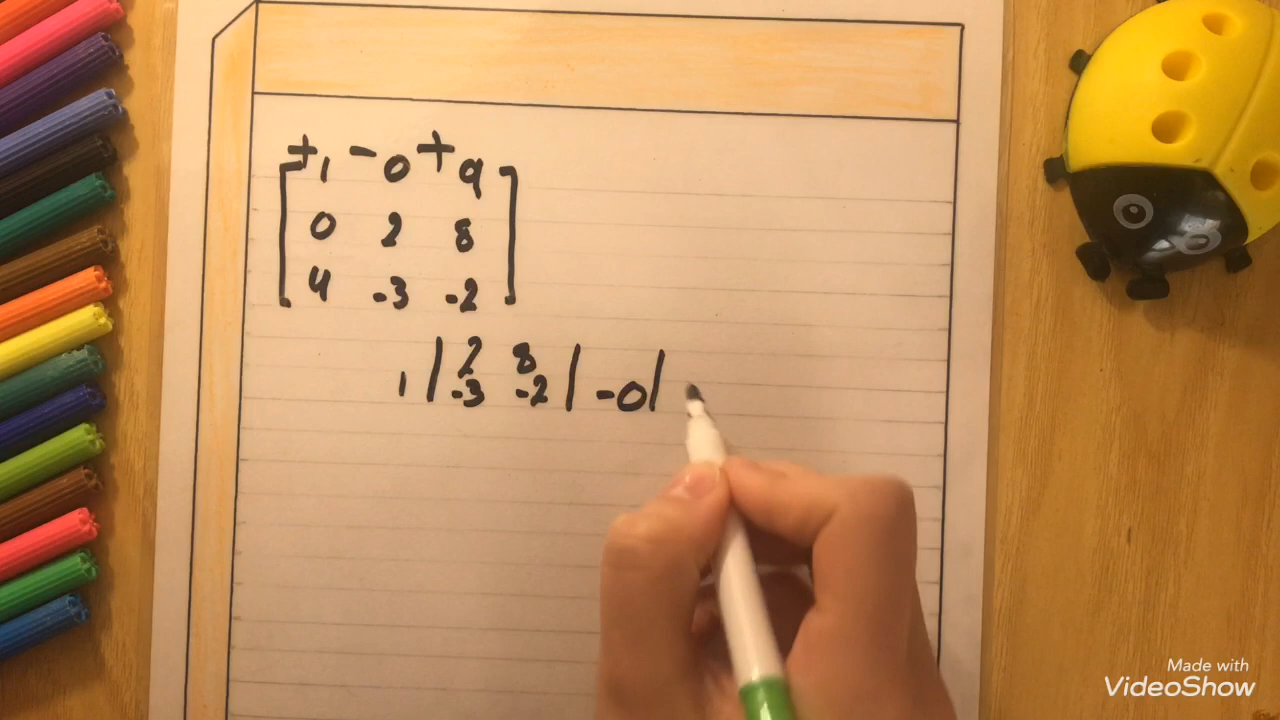 +1 -0 +9
0 2 8
4 -3 -2
1 | 2 8 | -0 |
-3 -2
Made with
VideoShow